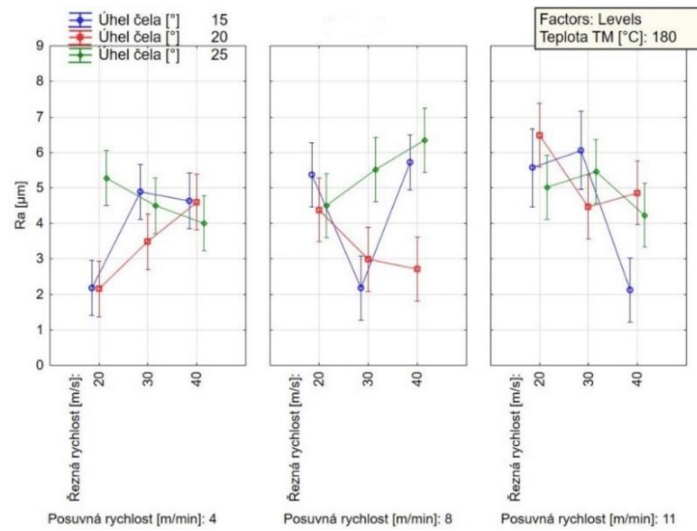 Úhel čela [°] 15
Úhel čela [°] 20
Úhel čela [°] 25
Factors: Levels
Teplota TM [°C]: 180
Ra [µm]
9
8
7
6
5
4
3
2
1
0
Řezná rychlost [m/s]: 20 30 40
Řezná rychlost [m/s]: 20 30 40
Řezná rychlost [m/s]: 20 30 40
Posuvná rychlost [m/min]: 4
Posuvná rychlost [m/min]: 8
Posuvná rychlost [m/min]: 11